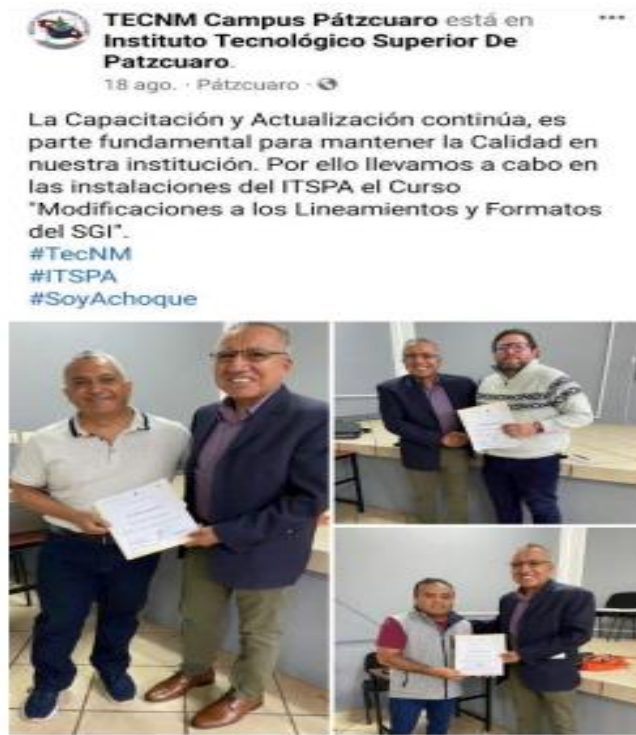 TECNM Campus Pátzcuaro está en
Instituto Tecnológico Superior De
Patzcuaro.
18 ago. · Pátzcuaro ·
La Capacitación y Actualización continúa, es
parte fundamental para mantener la Calidad en
nuestra institución. Por ello llevamos a cabo en
las instalaciones del ITSPA el Curso
"Modificaciones a los Lineamientos y Formatos
del SGI".
#TecNM
#ITSPA
#SoyAchoque